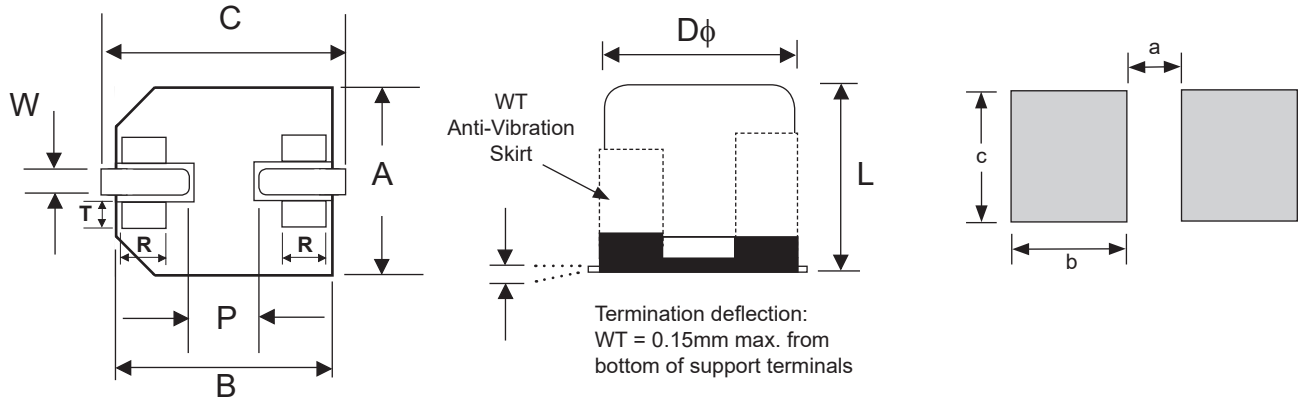 C
W
A
T
R
R
P
B
Dϕ
WT
Anti-Vibration
Skirt
L
Termination deflection:
WT = 0.15mm max. from
bottom of support terminals
a
c
b